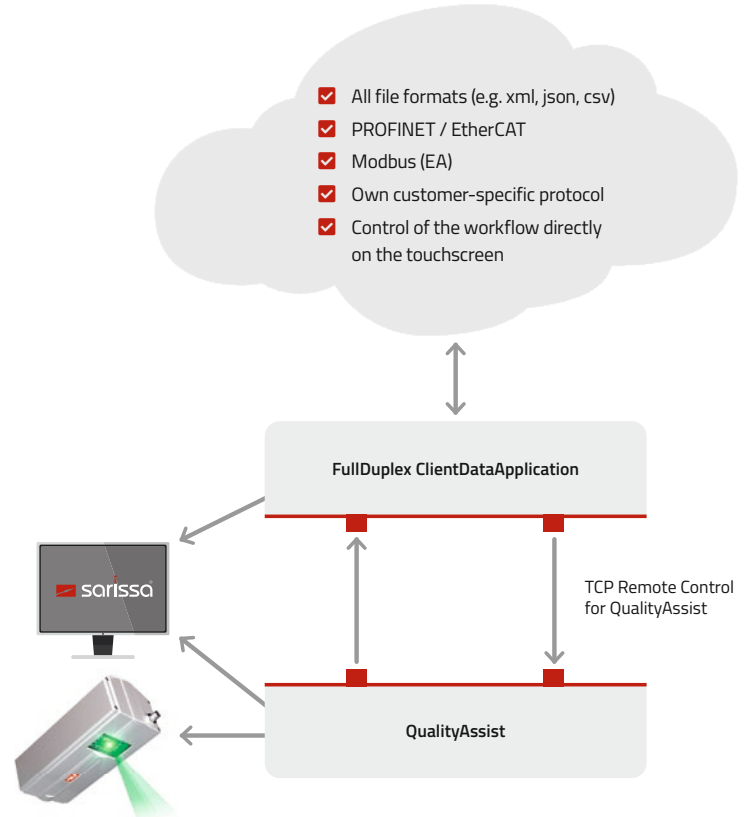 All file formats (e.g. xml, json, csv)
PROFINET / EtherCAT
Modbus (EA)
Own customer-specific protocol
Control of the workflow directly
on the touchscreen
FullDuplex ClientDataApplication
sarissa
TCP Remote Control
for QualityAssist
QualityAssist